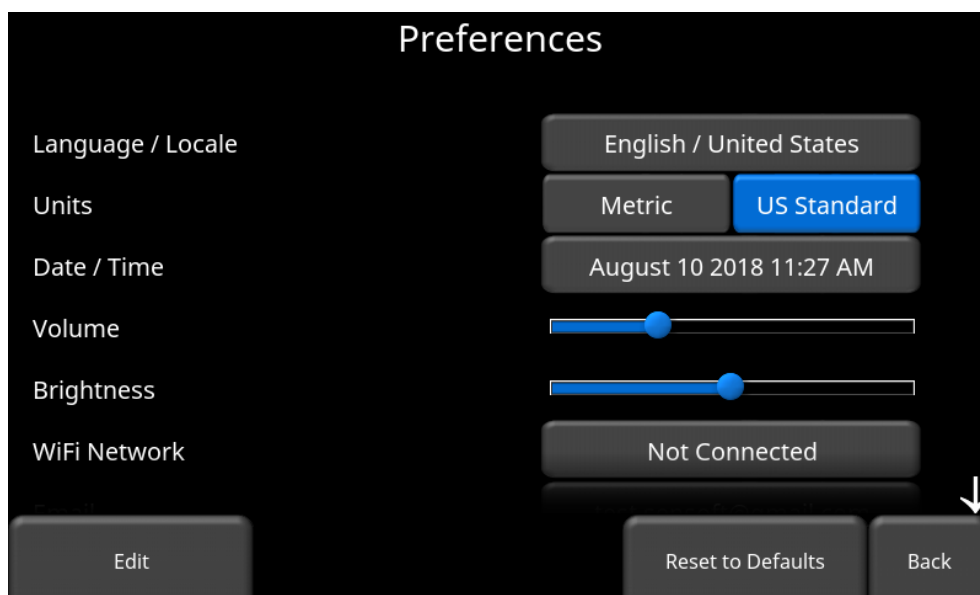 Preferences
Language / Locale English / United States
Units Metric US Standard
Date / Time August 10 2018 11:27 AM
Volume
Brightness
WiFi Network Not Connected
Email
Edit Reset to Defaults Back